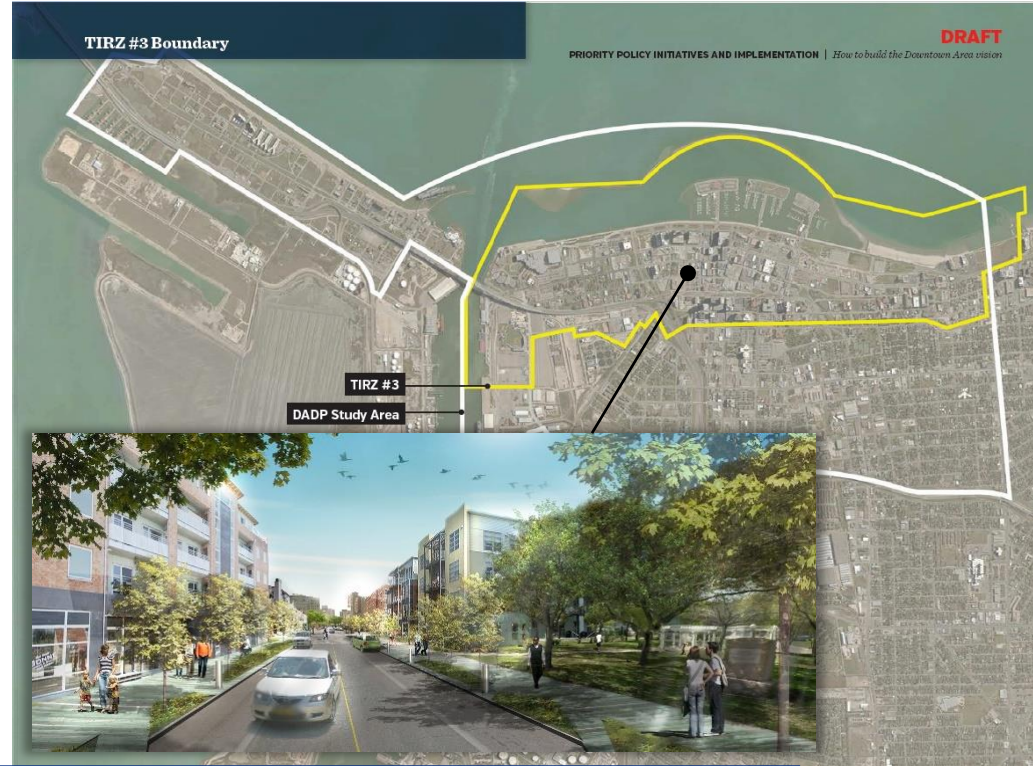 TIRZ #3 Boundary
DRAFT
PRIORITY POLICY INITIATIVES AND IMPLEMENTATION | How to build the Downtown Area vision
TIRZ #3
DADP Study Area